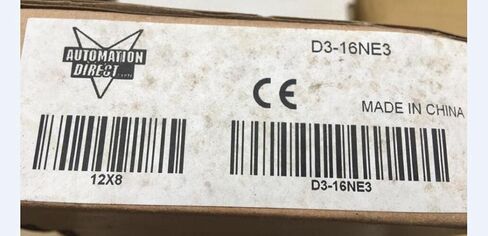 AUTOMATION
DIRECT
D3-16NE3
CE
MADE IN CHINA
12X8
D3-16NE3